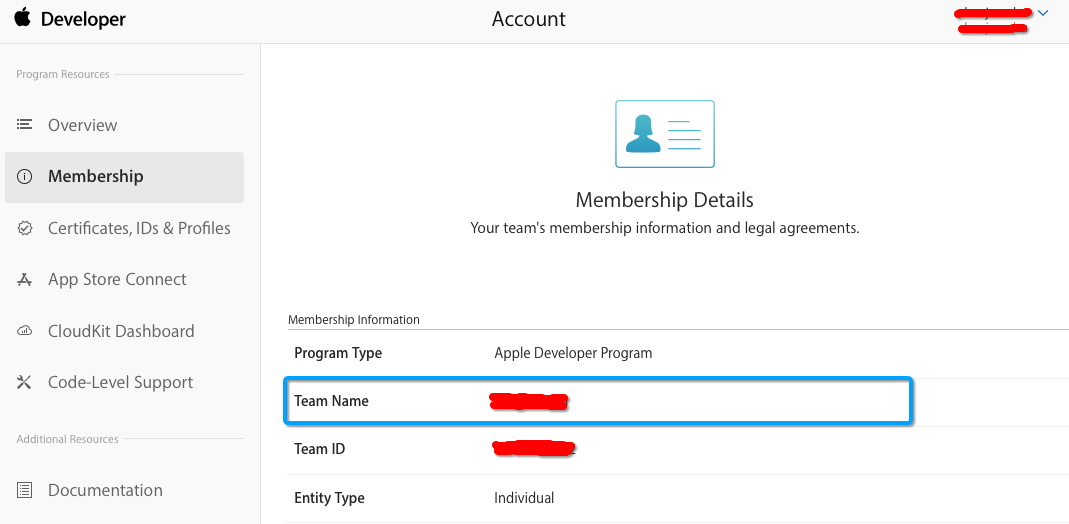 Developer
Account
Program Resources
Overview
Membership
Certificates, IDs & Profiles
App Store Connect
CloudKit Dashboard
Code-Level Support
Additional Resources
Documentation
Membership Details
Your team's membership information and legal agreements.
Membership Information
Program Type Apple Developer Program
Team Name
Team ID
Entity Type Individual